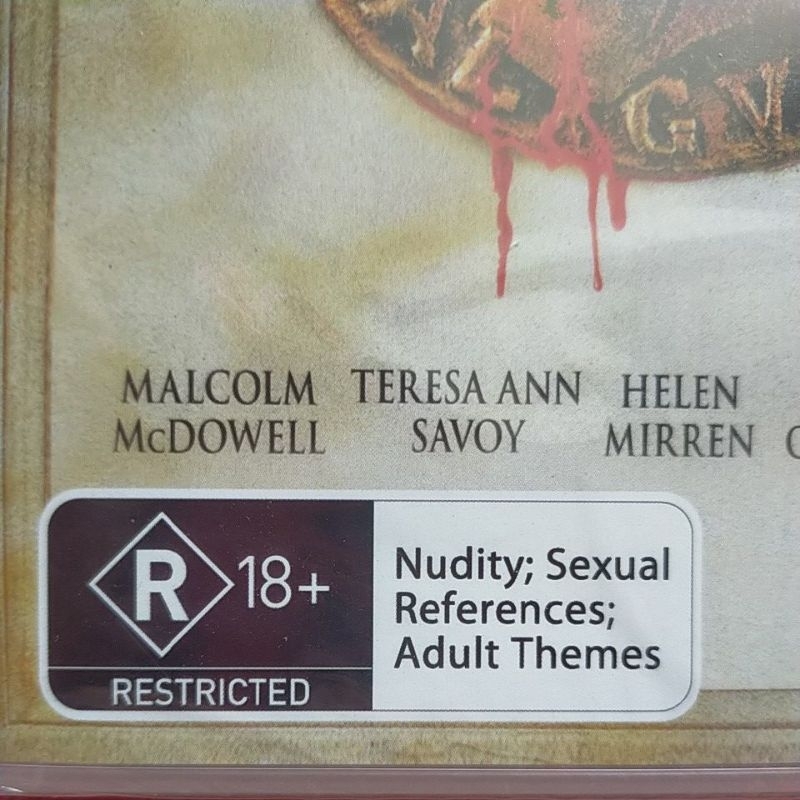 MALCOLM
McDOWELL
TERESA ANN
SAVOY
HELEN
MIRREN
R 18+
RESTRICTED
Nudity; Sexual
References;
Adult Themes